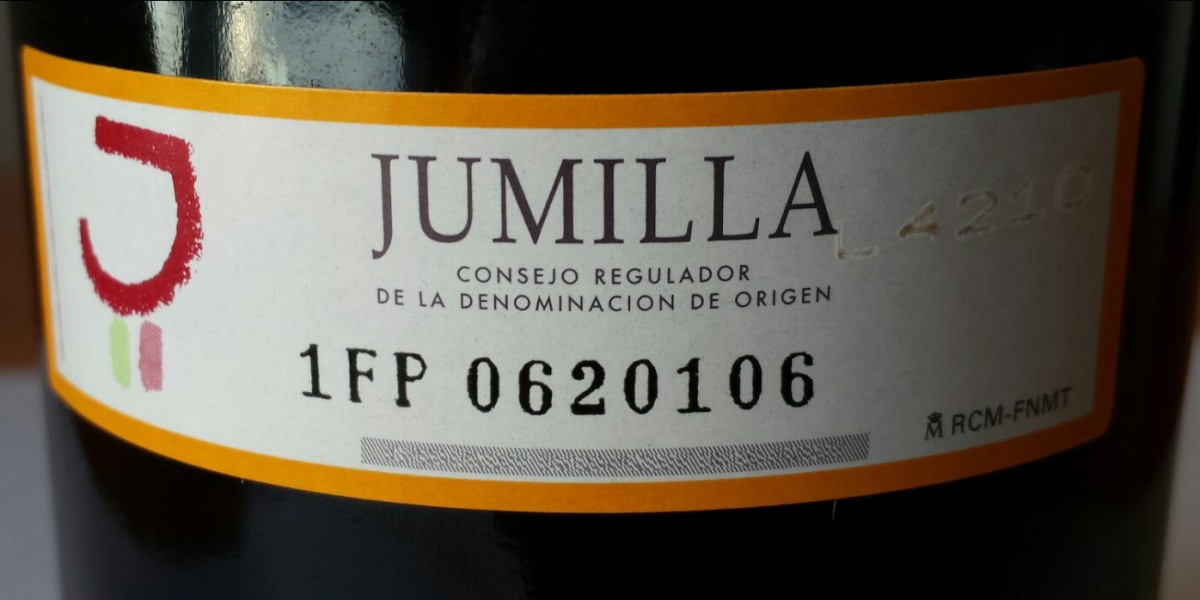 JUMILLA
L 4210
CONSEJO REGULADOR
DE LA DENOMINACION DE ORIGEN
1FP 0620106
RCM-FNMT